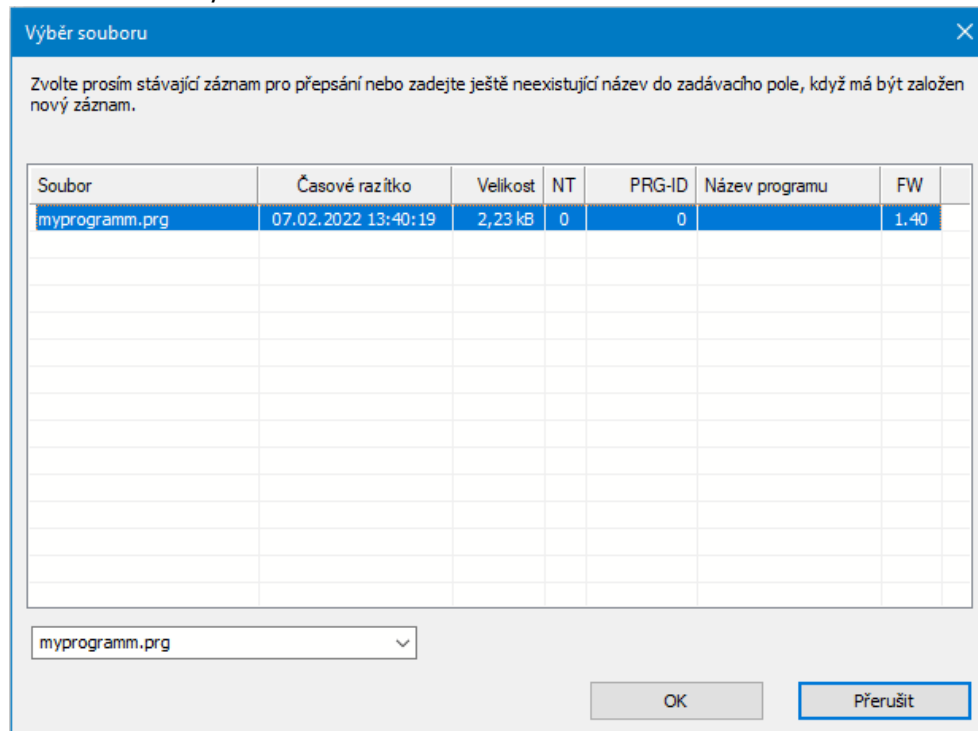 Výběr souboru
Zvolte prosím stávající záznam pro přepsání nebo zadejte ještě neexistující název do zadávacího pole, když má být založen
nový záznam.
Soubor Časové razítko Velikost NT PRG-ID Název programu FW
myprogramm.prg 07.02.2022 13:40:19 2,23 kB 0 0 1.40
myprogramm.prg
OK Přerušit